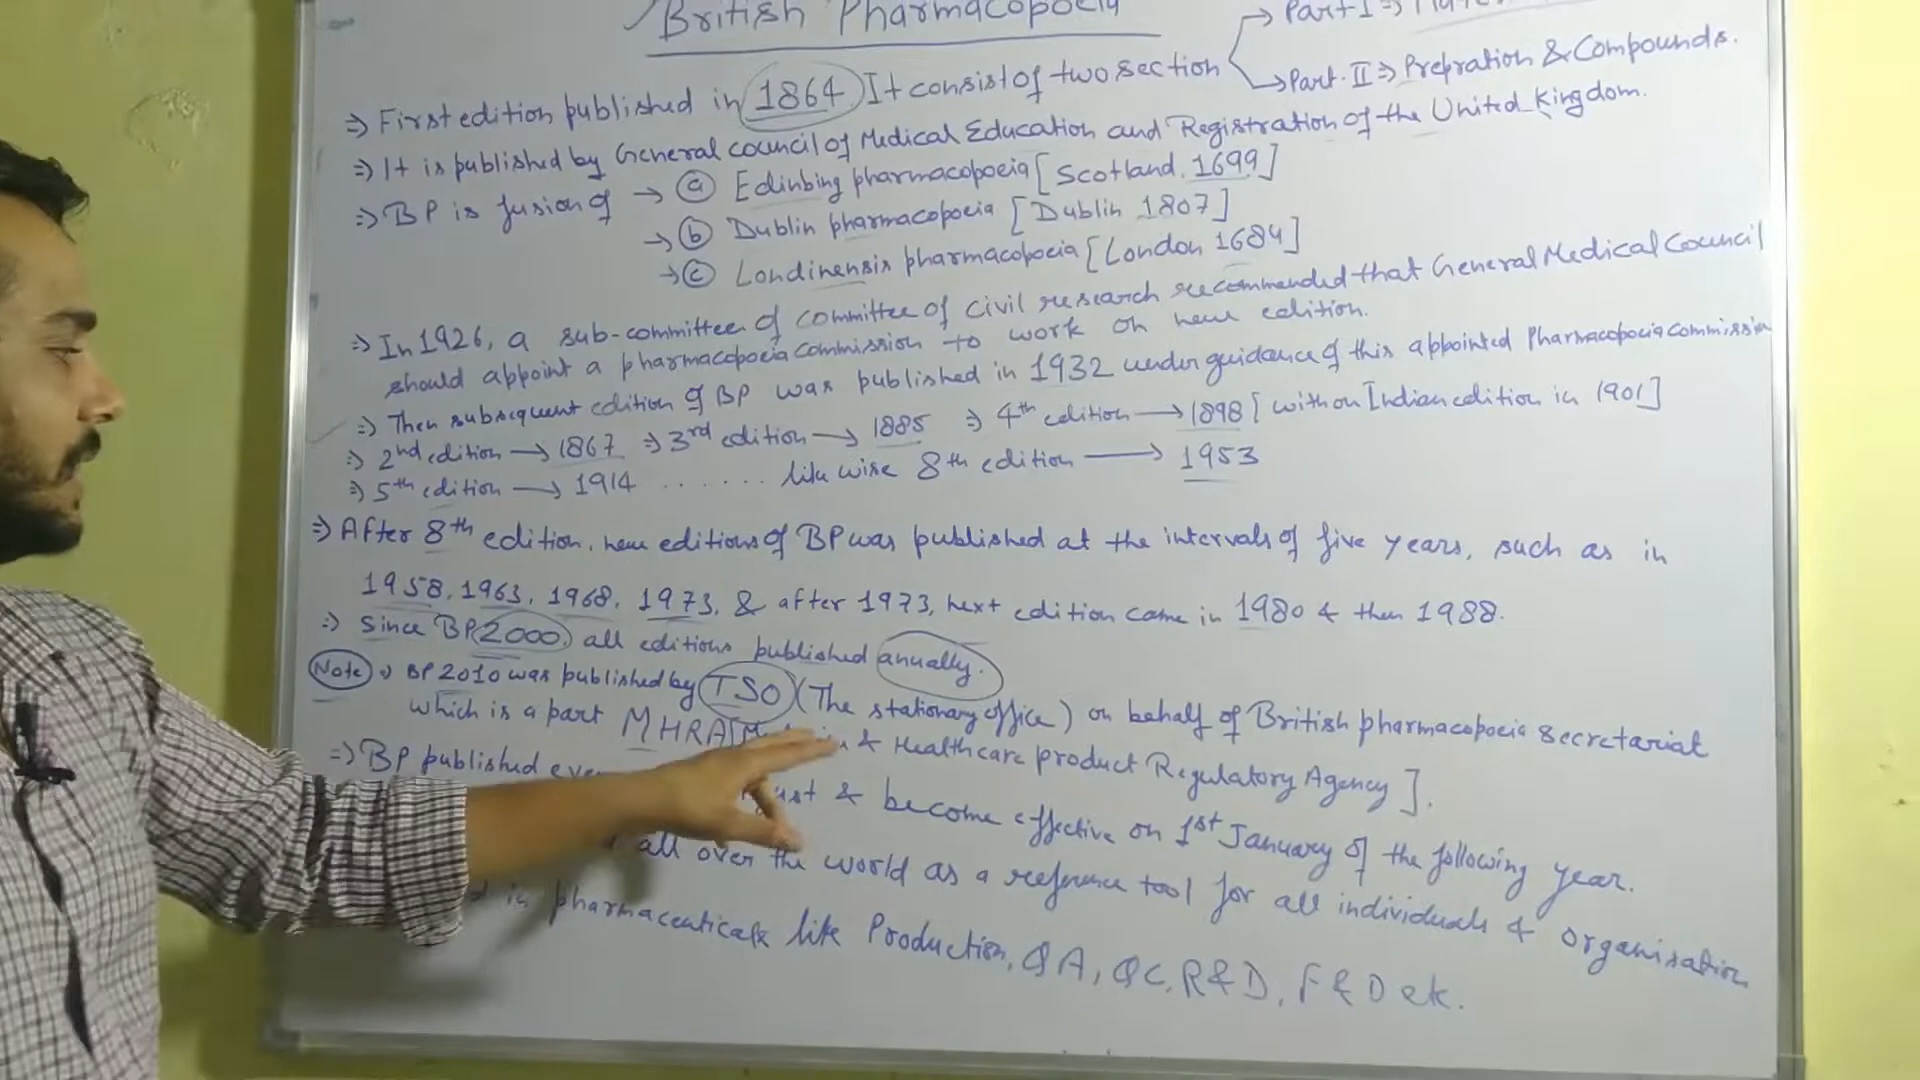 British Pharmacopoeia
Part I ⇒
⇒ First edition published in 1864 It consist of two section
Part. II ⇒ Prepration & Compounds.
⇒ It is published by General council of Medical Education and Registration of the United Kingdom.
⇒ BP is fusion of → ⓐ Edinbing pharmacopoeia [Scotland. 1699]
→ ⓑ Dublin pharmacopoeia [Dublin 1807]
→ ⓒ Londinensis pharmacopoeia [London 1684]
⇒ In 1926, a sub-committee of committee of civil research recommended that General Medical Council
should appoint a pharmacopoeia Commission to work on new edition.
⇒ Then subsequent edition of BP was published in 1932 under guidance of this appointed Pharmacopoeia Commission
⇒ 2nd edition → 1867 ⇒ 3rd edition → 1885 ⇒ 4th edition → 1898 [with on Indian edition in 1901]
⇒ 5th edition → 1914 ...... like wise 8th edition → 1953
⇒ After 8th edition, new editions of BP was published at the intervals of five years, such as in
1958, 1963, 1968, 1973, & after 1973, next edition came in 1980 & then 1988.
⇒ Since BP 2000, all editions published anually.
Note ⇒ BP 2010 was published by TSO (The stationary office) on behalf of British pharmacopoeia secretariat
which is a part MHRA [ & Healthcare product Regulatory Agency].
⇒ BP published & become effective on 1st January of the following year.
all over the world as a reference tool for all individuals & organisation
in pharmaceuticals like Production, QA, QC, R&D, F&D etc.